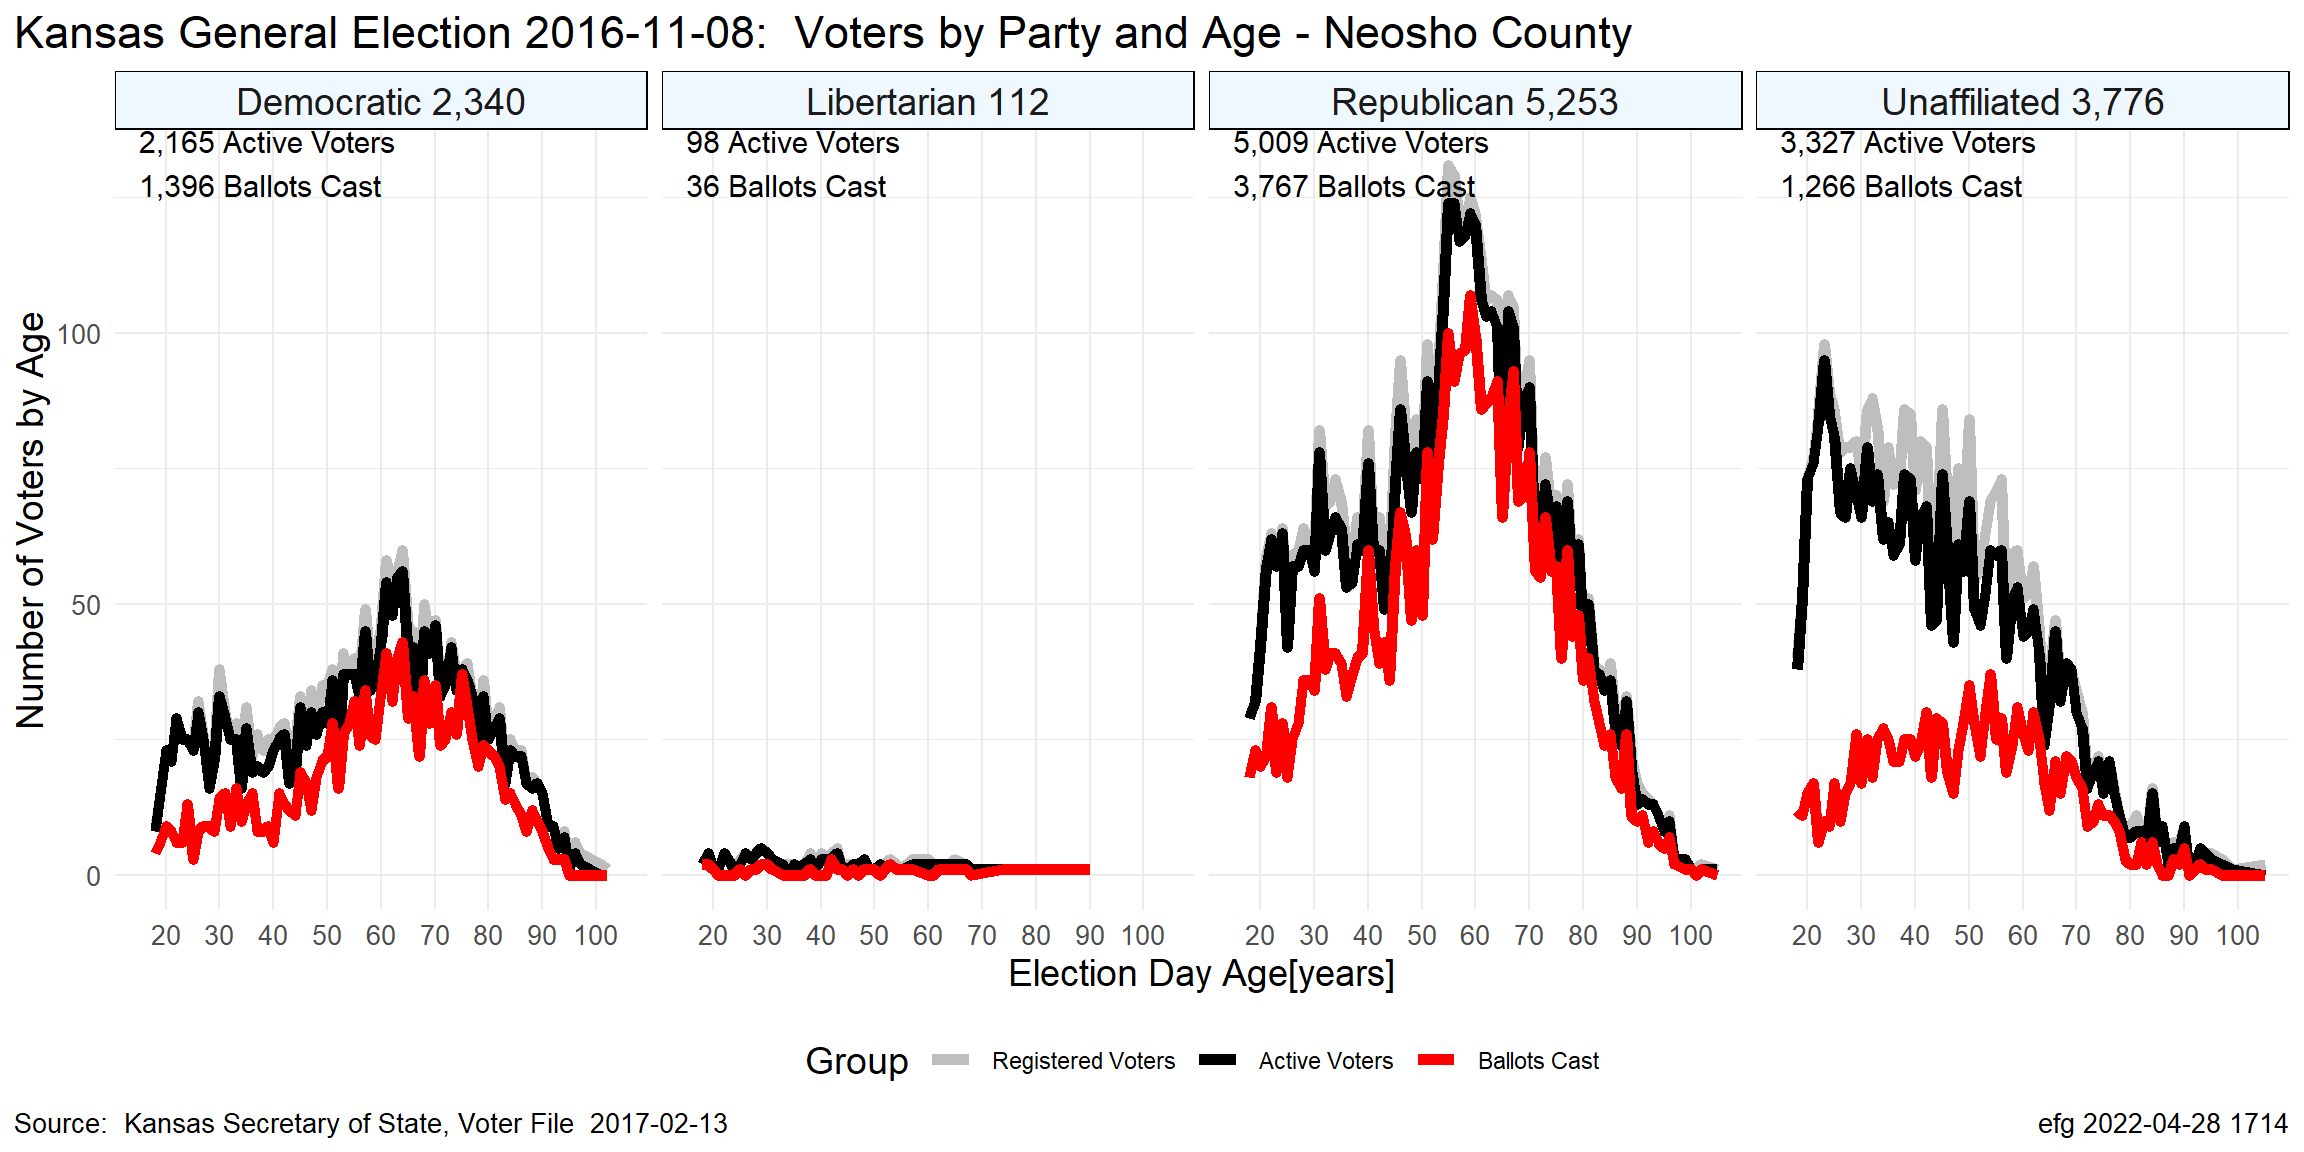 Kansas General Election 2016-11-08:  Voters by Party and Age - Neosho County
Democratic 2,340
Libertarian 112
Republican 5,253
Unaffiliated 3,776
2,165 Active Voters
1,396 Ballots Cast
98 Active Voters
36 Ballots Cast
5,009 Active Voters
3,767 Ballots Cast
3,327 Active Voters
1,266 Ballots Cast
Number of Voters by Age
100
50
0
20 30 40 50 60 70 80 90 100
20 30 40 50 60 70 80 90 100
20 30 40 50 60 70 80 90 100
20 30 40 50 60 70 80 90 100
Election Day Age[years]
Group Registered Voters Active Voters Ballots Cast
Source:  Kansas Secretary of State, Voter File  2017-02-13
efg 2022-04-28 1714